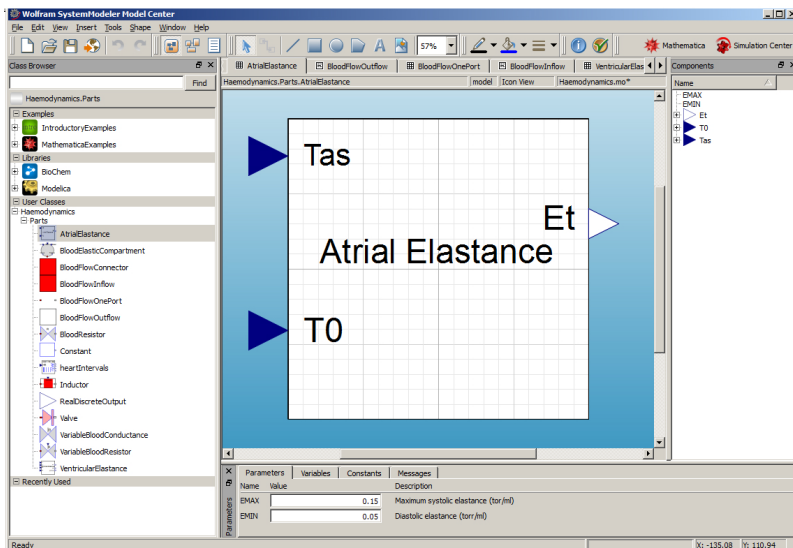 Wolfram SystemModeler Model Center
File Edit View Insert Tools Shape Window Help
57%
Mathematica
Simulation Center
Class Browser
Find
Haemodynamics.Parts
Examples
IntroductoryExamples
MathematicaExamples
Libraries
BioChem
Modelica
User Classes
Haemodynamics
Parts
AtrialElastance
BloodElasticCompartment
BloodFlowConnector
BloodFlowInflow
BloodFlowOnePort
BloodFlowOutflow
BloodResistor
Constant
heartIntervals
Inductor
RealDiscreteOutput
Valve
VariableBloodConductance
VariableBloodResistor
VentricularElastance
Recently Used
AtrialElastance BloodFlowOutflow BloodFlowOnePort BloodFlowInflow VentricularElas
Haemodynamics.Parts.AtrialElastance model Icon View Haemodynamics.mo*
Tas
Et
Atrial Elastance
T0
Components
Name
EMAX
EMIN
Et
T0
Tas
Parameters Variables Constants Messages
Parameters
Name Value Description
EMAX 0.15 Maximum systolic elastance (tor/ml)
EMIN 0.05 Diastolic elastance (torr/ml)
Ready
X: -135.08 Y: 110.94